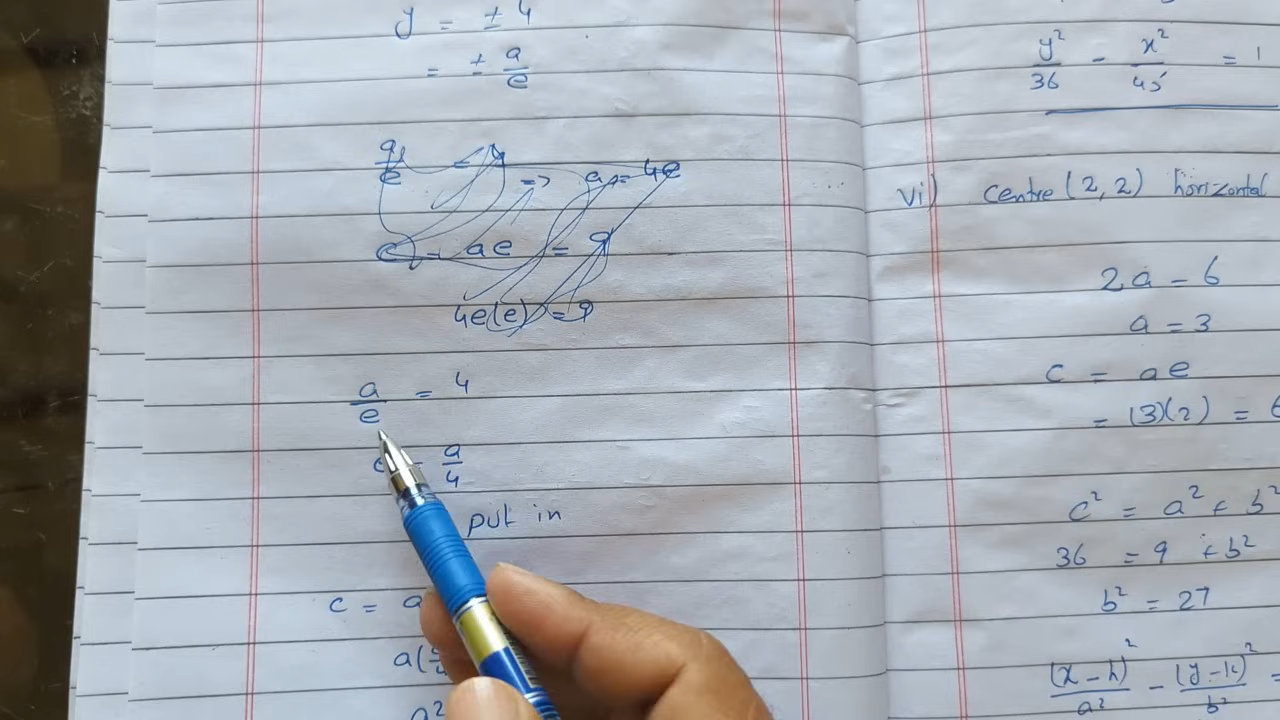 y = ± 4
= ± a/e
a/e = 4 => a = 4e
c = ae = 9
4e(e) = 9
a/e = 4
e = a/4
put in
c = a
a(
a²
y²/36 - x²/45 = 1
vi) centre (2,2) horizontal
2a = 6
a = 3
c = ae
= (3)(2) = 6
c² = a² + b²
36 = 9 + b²
b² = 27
(x-h)²/a² - (y-k)²/b² =